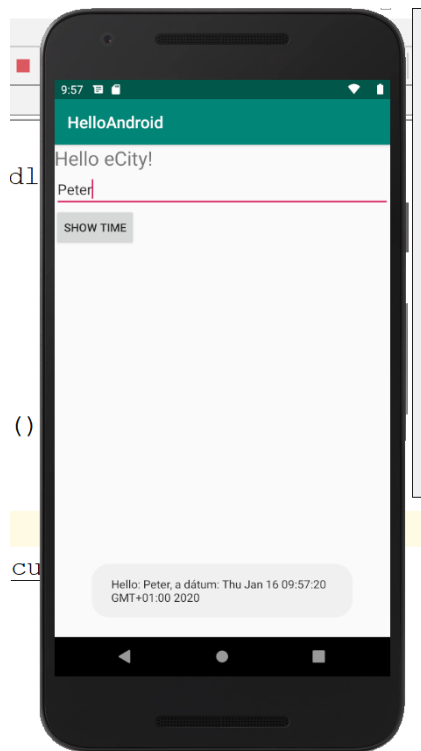 9:57
HelloAndroid
Hello eCity!
dl
Peter
SHOW TIME
()
cu
Hello: Peter, a dátum: Thu Jan 16 09:57:20
GMT+01:00 2020